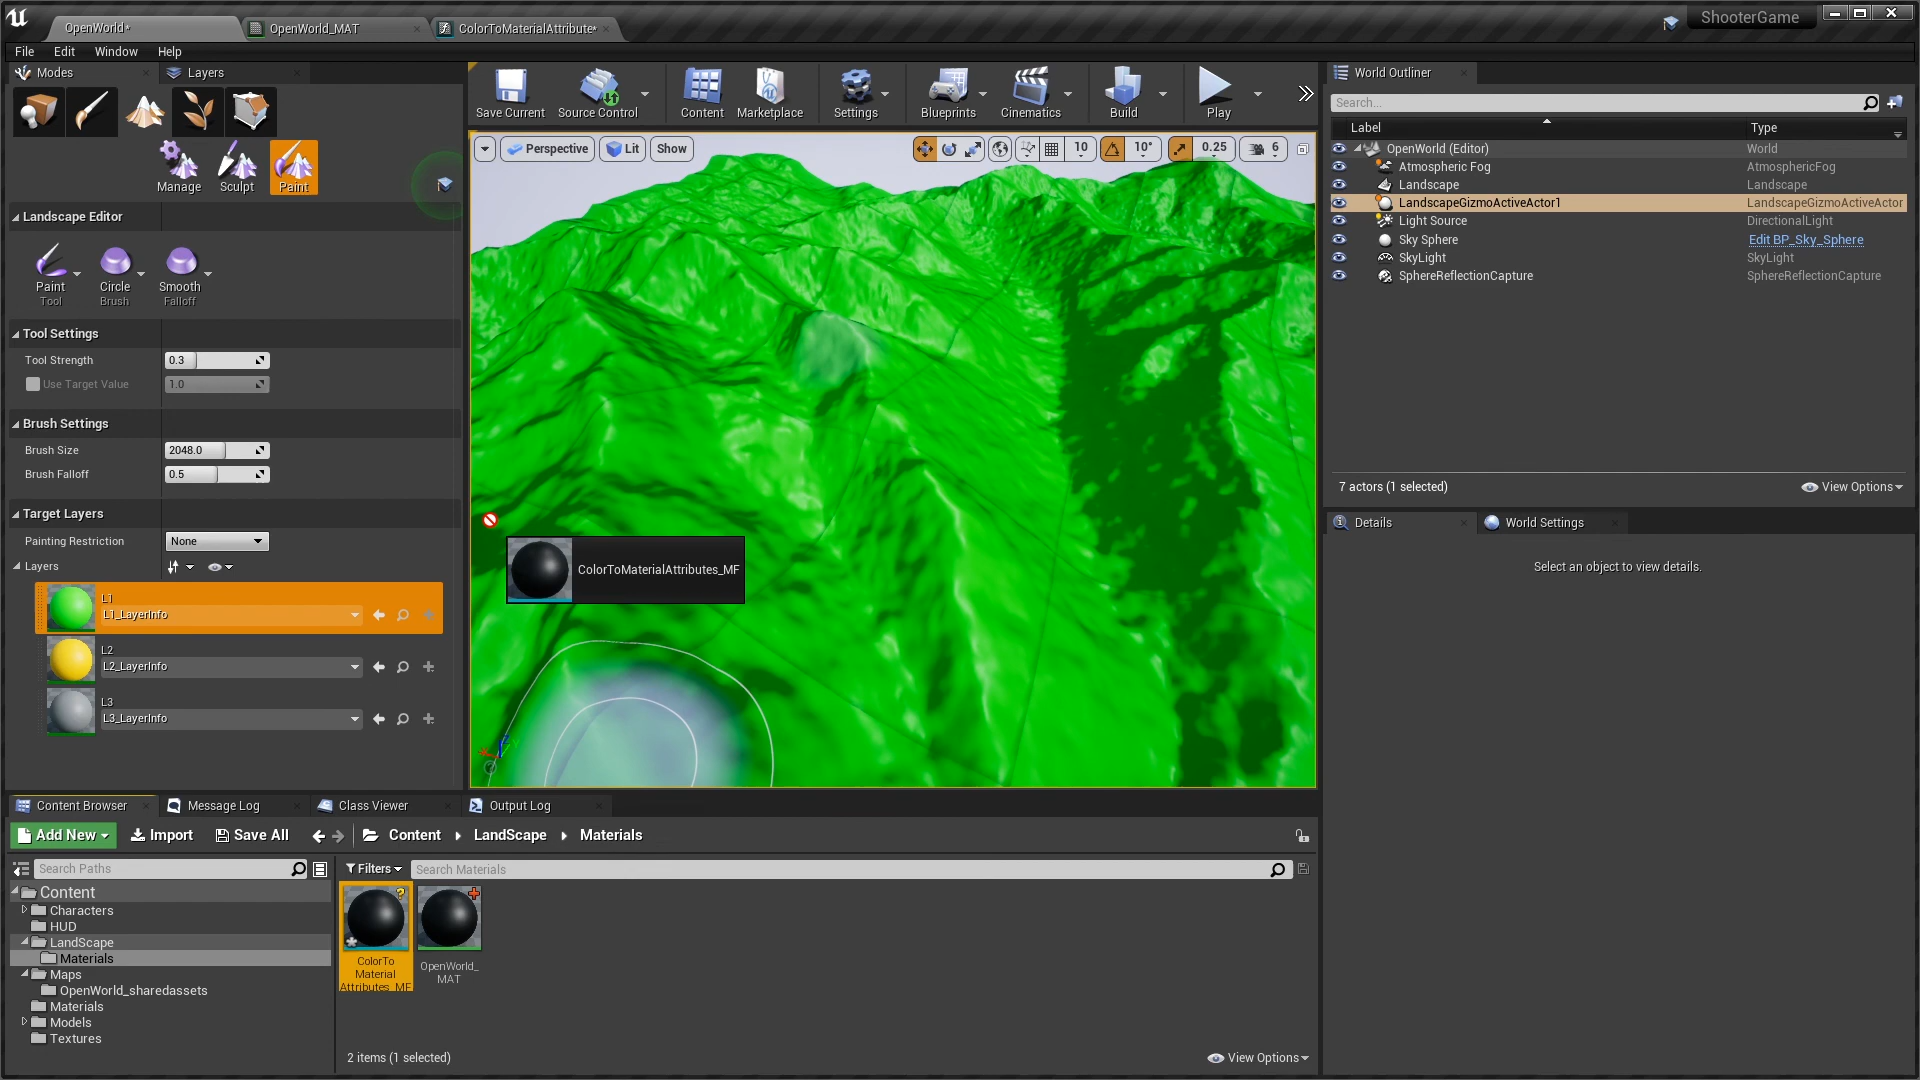 OpenWorld*
OpenWorld_MAT
ColorToMaterialAttribute*
ShooterGame
File Edit Window Help
Modes
Layers
Save Current
Source Control
Content
Marketplace
Settings
Blueprints
Cinematics
Build
Play
World Outliner
Search...
Label Type
OpenWorld (Editor) World
Atmospheric Fog AtmosphericFog
Landscape Landscape
LandscapeGizmoActiveActor1 LandscapeGizmoActiveActor
Light Source DirectionalLight
Sky Sphere Edit BP_Sky_Sphere
SkyLight SkyLight
SphereReflectionCapture SphereReflectionCapture
7 actors (1 selected) View Options
Details
World Settings
Select an object to view details.
Perspective Lit Show
10 10° 0.25 6
Manage Sculpt Paint
Landscape Editor
Paint Circle Smooth
Tool Brush Falloff
Tool Settings
Tool Strength 0.3
Use Target Value 1.0
Brush Settings
Brush Size 2048.0
Brush Falloff 0.5
Target Layers
Painting Restriction None
Layers
L1
L1_LayerInfo
L2
L2_LayerInfo
L3
L3_LayerInfo
ColorToMaterialAttributes_MF
Content Browser
Message Log
Class Viewer
Output Log
Add New Import Save All Content LandScape Materials
Search Paths
Filters Search Materials
Content
Characters
HUD
LandScape
Materials
Maps
OpenWorld_sharedassets
Materials
Models
Textures
ColorTo
Material
Attributes_MF
OpenWorld_
MAT
2 items (1 selected) View Options